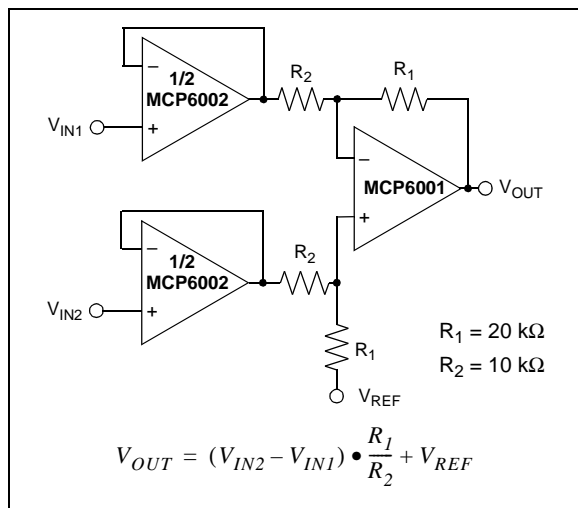 −
1/2
MCP6002
+
V_IN1
R_2
R_1
−
MCP6001
+
V_OUT
−
1/2
MCP6002
+
V_IN2
R_2
R_1
V_REF
R_1 = 20 kΩ
R_2 = 10 kΩ
V_OUT = (V_IN2 – V_IN1) • R_1/R_2 + V_REF